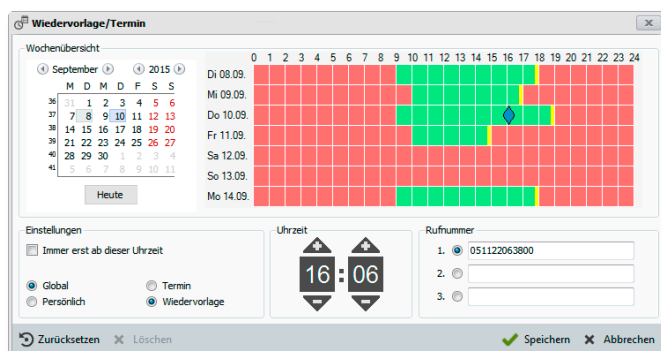 Wiedervorlage/Termin
Wochenübersicht
September 2015
M D M D F S S
36 31 1 2 3 4 5 6
37 7 8 9 10 11 12 13
38 14 15 16 17 18 19 20
39 21 22 23 24 25 26 27
40 28 29 30 1 2 3 4
41 5 6 7 8 9 10 11
Heute
0 1 2 3 4 5 6 7 8 9 10 11 12 13 14 15 16 17 18 19 20 21 22 23 24
Di 08.09.
Mi 09.09.
Do 10.09.
Fr 11.09.
Sa 12.09.
So 13.09.
Mo 14.09.
Einstellungen
Immer erst ab dieser Uhrzeit
Global Termin
Persönlich Wiedervorlage
Uhrzeit
16 : 06
Rufnummer
1. 051122063800
2.
3.
Zurücksetzen Löschen Speichern Abbrechen